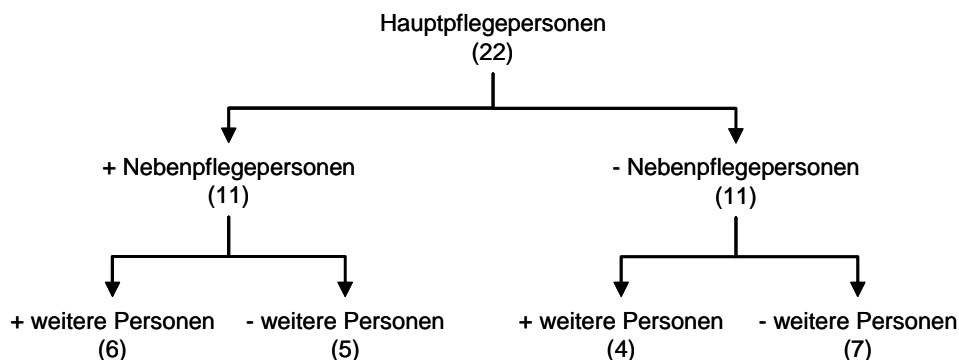 Hauptpflegepersonen
(22)
+ Nebenpflegepersonen
(11)
- Nebenpflegepersonen
(11)
+ weitere Personen
(6)
- weitere Personen
(5)
+ weitere Personen
(4)
- weitere Personen
(7)